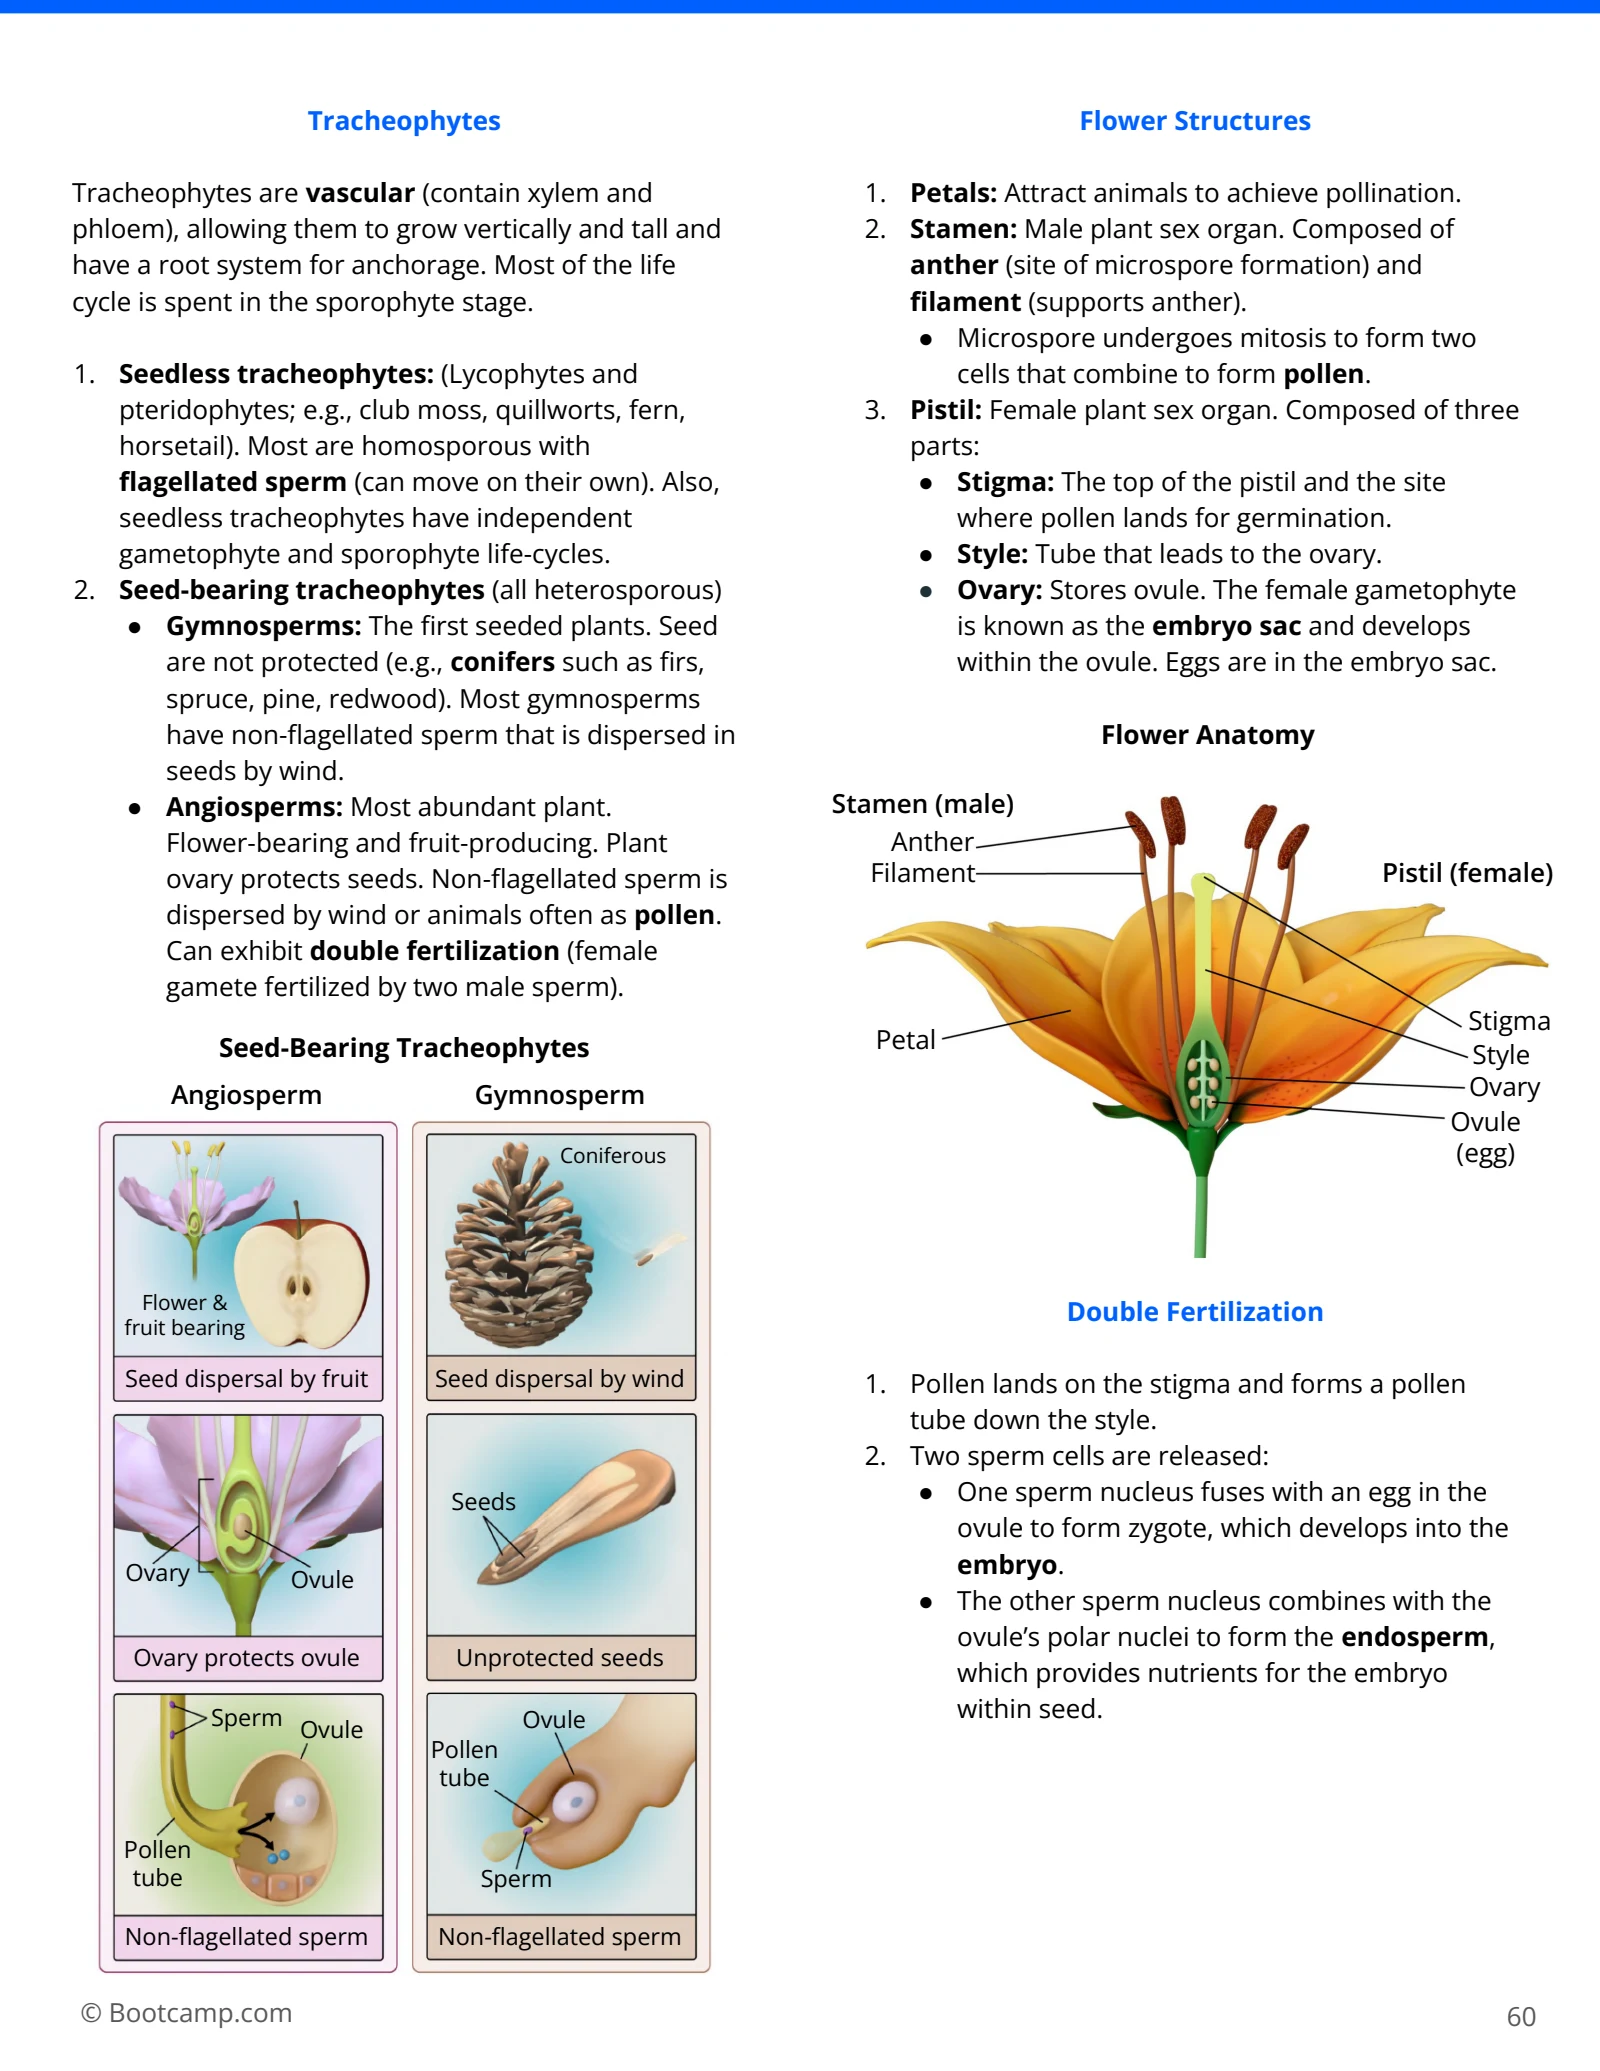 Tracheophytes
Tracheophytes are vascular (contain xylem and
phloem), allowing them to grow vertically and tall and
have a root system for anchorage. Most of the life
cycle is spent in the sporophyte stage.
1. Seedless tracheophytes: (Lycophytes and
pteridophytes; e.g., club moss, quillworts, fern,
horsetail). Most are homosporous with
flagellated sperm (can move on their own). Also,
seedless tracheophytes have independent
gametophyte and sporophyte life-cycles.
2. Seed-bearing tracheophytes (all heterosporous)
● Gymnosperms: The first seeded plants. Seed
are not protected (e.g., conifers such as firs,
spruce, pine, redwood). Most gymnosperms
have non-flagellated sperm that is dispersed in
seeds by wind.
● Angiosperms: Most abundant plant.
Flower-bearing and fruit-producing. Plant
ovary protects seeds. Non-flagellated sperm is
dispersed by wind or animals often as pollen.
Can exhibit double fertilization (female
gamete fertilized by two male sperm).
Seed-Bearing Tracheophytes
Angiosperm
Flower &
fruit bearing
Seed dispersal by fruit
Ovary
Ovule
Ovary protects ovule
Sperm
Ovule
Pollen
tube
Non-flagellated sperm
Gymnosperm
Coniferous
Seed dispersal by wind
Seeds
Unprotected seeds
Ovule
Pollen
tube
Sperm
Non-flagellated sperm
Flower Structures
1. Petals: Attract animals to achieve pollination.
2. Stamen: Male plant sex organ. Composed of
anther (site of microspore formation) and
filament (supports anther).
● Microspore undergoes mitosis to form two
cells that combine to form pollen.
3. Pistil: Female plant sex organ. Composed of three
parts:
● Stigma: The top of the pistil and the site
where pollen lands for germination.
● Style: Tube that leads to the ovary.
● Ovary: Stores ovule. The female gametophyte
is known as the embryo sac and develops
within the ovule. Eggs are in the embryo sac.
Flower Anatomy
Stamen (male)
Anther
Filament
Pistil (female)
Petal
Stigma
Style
Ovary
Ovule
(egg)
Double Fertilization
1. Pollen lands on the stigma and forms a pollen
tube down the style.
2. Two sperm cells are released:
● One sperm nucleus fuses with an egg in the
ovule to form zygote, which develops into the
embryo.
● The other sperm nucleus combines with the
ovule’s polar nuclei to form the endosperm,
which provides nutrients for the embryo
within seed.
© Bootcamp.com
60